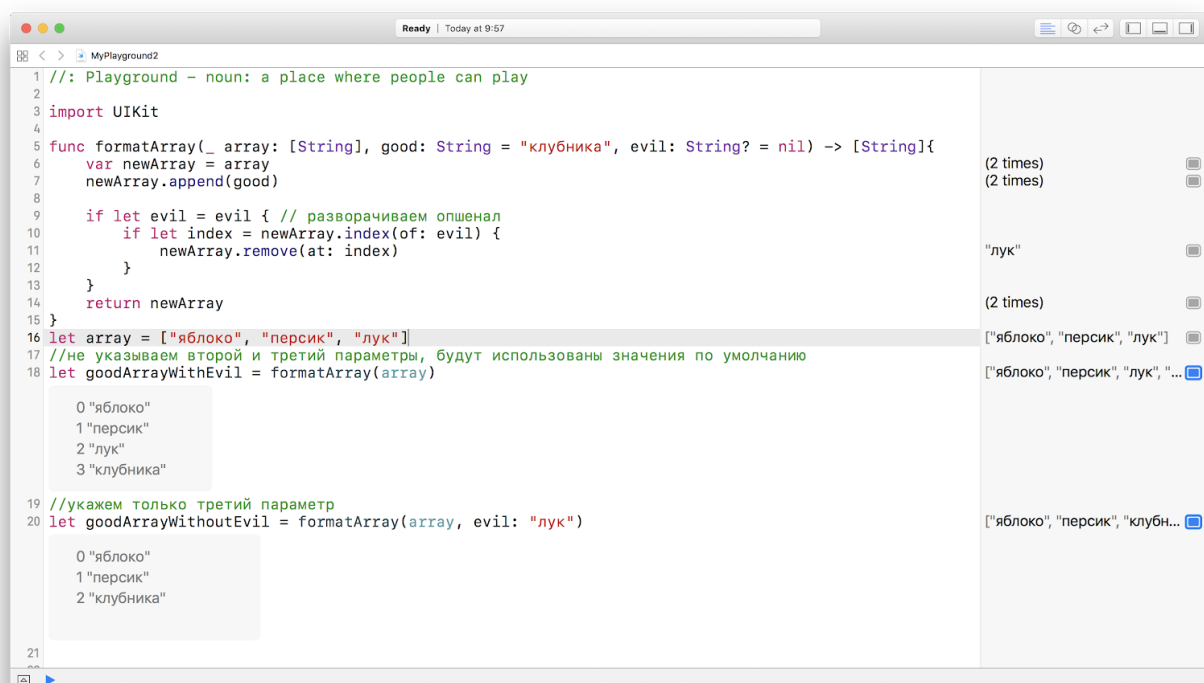 Ready | Today at 9:57
MyPlayground2
1 //: Playground – noun: a place where people can play
2
3 import UIKit
4
5 func formatArray(_ array: [String], good: String = "клубника", evil: String? = nil) –> [String]{
6 var newArray = array (2 times)
7 newArray.append(good) (2 times)
8
9 if let evil = evil { // разворачиваем опшенал
10 if let index = newArray.index(of: evil) {
11 newArray.remove(at: index) "лук"
12 }
13 }
14 return newArray (2 times)
15 }
16 let array = ["яблоко", "персик", "лук"] ["яблоко", "персик", "лук"]
17 //не указываем второй и третий параметры, будут использованы значения по умолчанию
18 let goodArrayWithEvil = formatArray(array) ["яблоко", "персик", "лук", "...
0 "яблоко"
1 "персик"
2 "лук"
3 "клубника"
19 //укажем только третий параметр
20 let goodArrayWithoutEvil = formatArray(array, evil: "лук") ["яблоко", "персик", "клубн...
0 "яблоко"
1 "персик"
2 "клубника"
21